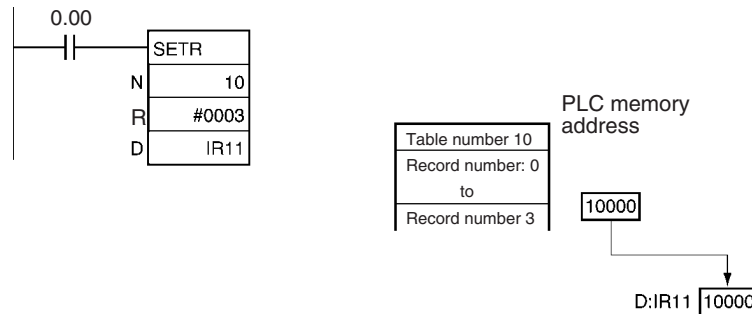 0.00
SETR
N 10
R #0003
D IR11
PLC memory
address
Table number 10
Record number: 0
to
Record number 3
10000
D:IR11 10000